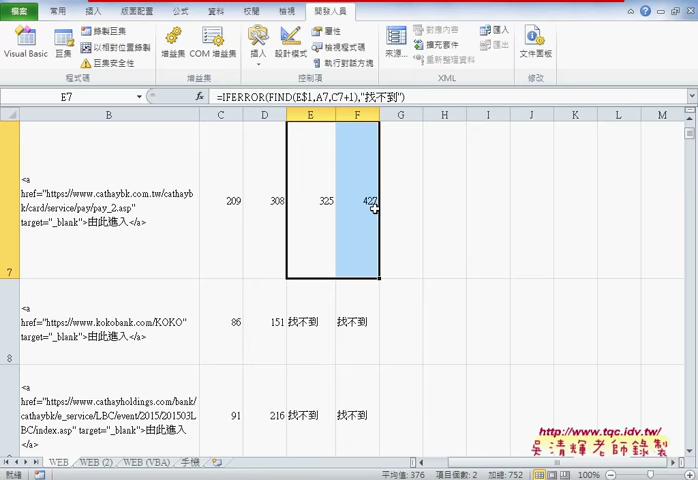 檔案 常用 插入 版面配置 公式 資料 校閱 檢視 開發人員
Visual Basic 巨集 錄製巨集 以相對位置錄製 巨集安全性 增益集 COM 增益集 插入 設計模式 屬性 檢視程式碼 執行對話方塊 來源... 對應內容 擴充套件 重新整理資料 匯入 匯出 文件面板
程式碼 增益集 控制項 XML 修改
E7 fx =IFERROR(FIND(E$1,A7,C7+1),"找不到")
B C D E F G H I J K L M
<a
href="https://www.cathaybk.com.tw/cathayb
k/card/service/pay/pay_2.asp"
target="_blank">由此進入</a>
209 308 325 427
7
<a
href="https://www.kokobank.com/KOKO"
target="_blank">由此進入</a>
86 151 找不到 找不到
8
<a
href="https://www.cathayholdings.com/bank/
cathaybk/e_service/LBC/event/2015/201503L
BC/index.asp" target="_blank">由此進入
</a>
91 216 找不到 找不到
http://www.tqc.idv.tw/
吳清輝老師錄製
WEB WEB (2) WEB (VBA) 手機
就緒 平均值: 376 項目個數: 2 加總: 752 100%